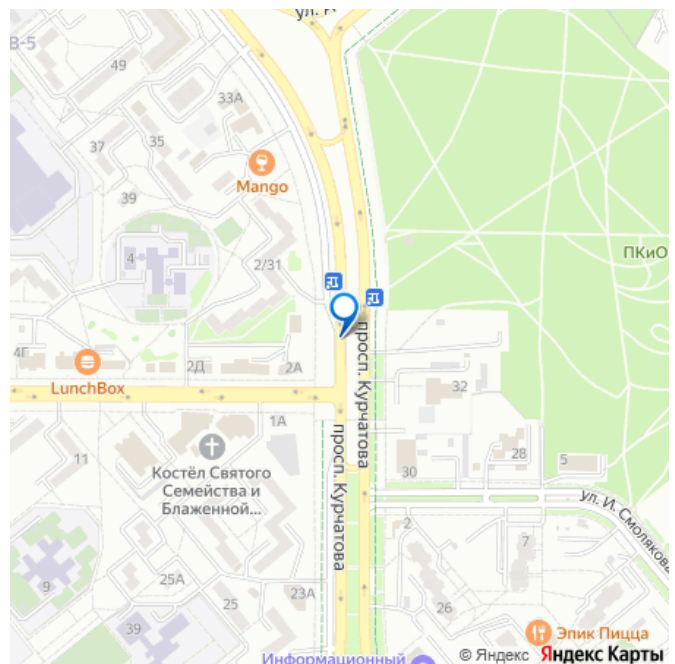 ул. К
В-5
49
33А
37
35
Mango
39
ПКиО
4
2/31
4Г
2Д
2А
LunchBox
просп. Курчатова
32
1А
11
Костёл Святого
Семейства и
Блаженной...
просп. Курчатова
30
28
5
ул. И. Смолякова
2
7
9
25А
25
23А
26
39
Эпик Пицца
Информационный
© Яндекс Яндекс Карты